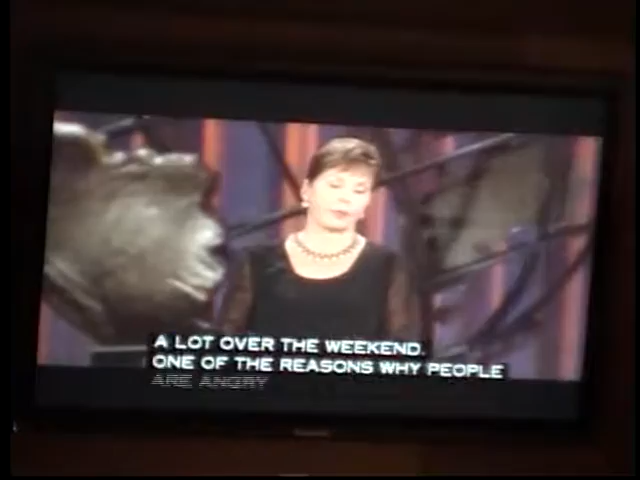 A LOT OVER THE WEEKEND.
ONE OF THE REASONS WHY PEOPLE
ARE ANGRY